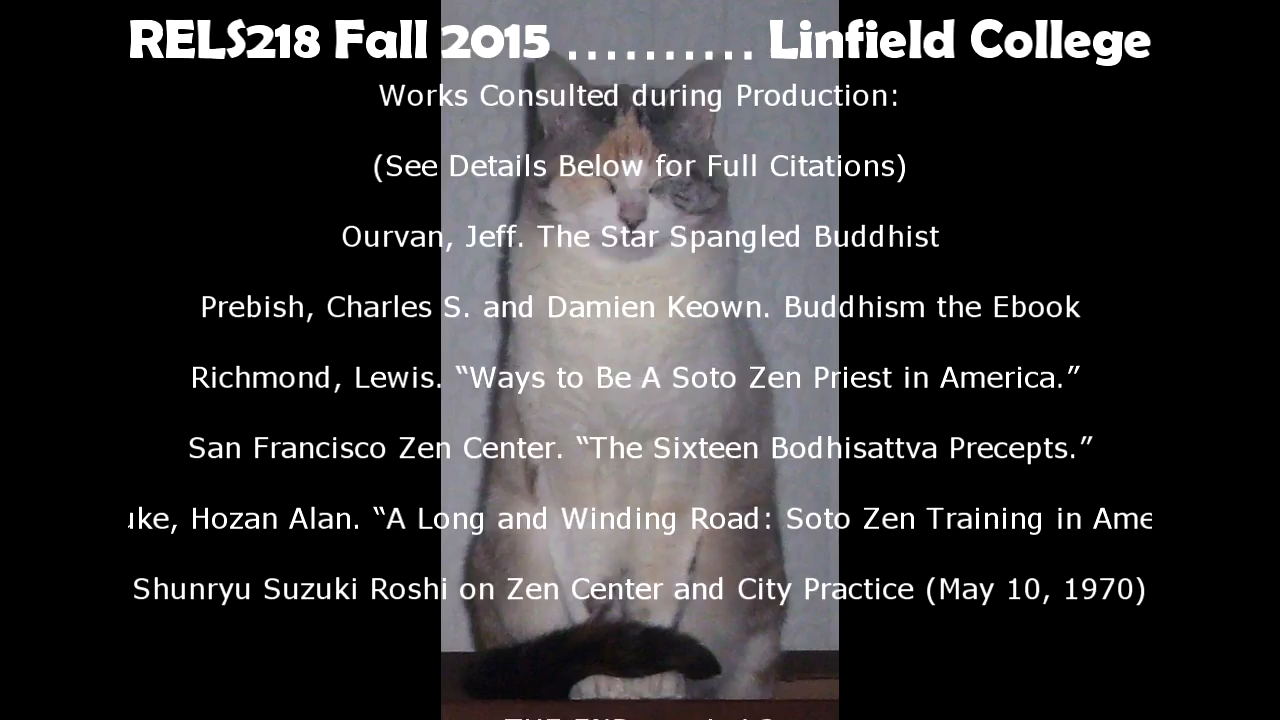 RELS218 Fall 2015 .......... Linfield College
Works Consulted during Production:
(See Details Below for Full Citations)
Ourvan, Jeff. The Star Spangled Buddhist
Prebish, Charles S. and Damien Keown. Buddhism the Ebook
Richmond, Lewis. “Ways to Be A Soto Zen Priest in America.”
San Francisco Zen Center. “The Sixteen Bodhisattva Precepts.”
Hozan Alan. “A Long and Winding Road: Soto Zen Training in
Shunryu Suzuki Roshi on Zen Center and City Practice (May 10, 1970)